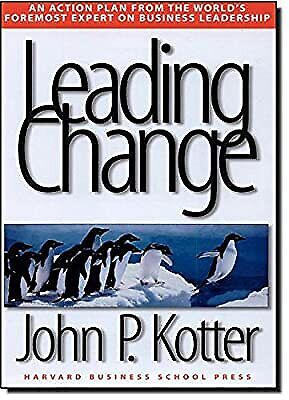 AN ACTION PLAN FROM THE WORLD'S
FOREMOST EXPERT ON BUSINESS LEADERSHIP
Leading
Change
John P. Kotter
HARVARD BUSINESS SCHOOL PRESS